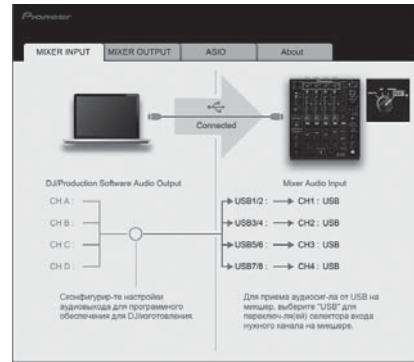 Pioneer
MIXER INPUT MIXER OUTPUT ASIO About
Connected
DJ/Production Software Audio Output Mixer Audio Input
CH A : USB1/2 : CH1 : USB
CH B : USB3/4 : CH2 : USB
CH C : USB5/6 : CH3 : USB
CH D : USB7/8 : CH4 : USB
Сконфигурир-те настройки
аудиовыхода для программного
обеспечения для DJ/изготовления.
Для приема аудиосиг-ла от USB на
микшер, выберите "USB" для
переключ-ля(ей) селектора входа
нужного канала на микшере.